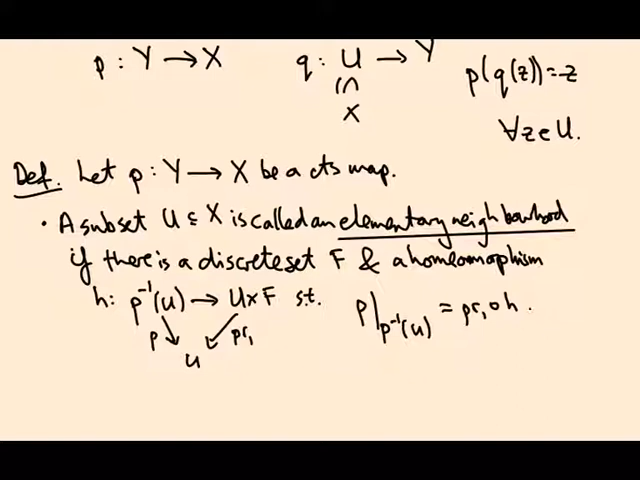 p : Y → X q : U → Y p(q(z)) = z
∩
X ∀z∈U.
Def. Let p : Y → X be a cts map.
· A subset U ⊆ X is called an elementary neighbourhood
if there is a discrete set F & a homeomorphism
h: p⁻¹(U) → U×F s.t. p|p⁻¹(U) = pr₁∘h.
p pr₁
U